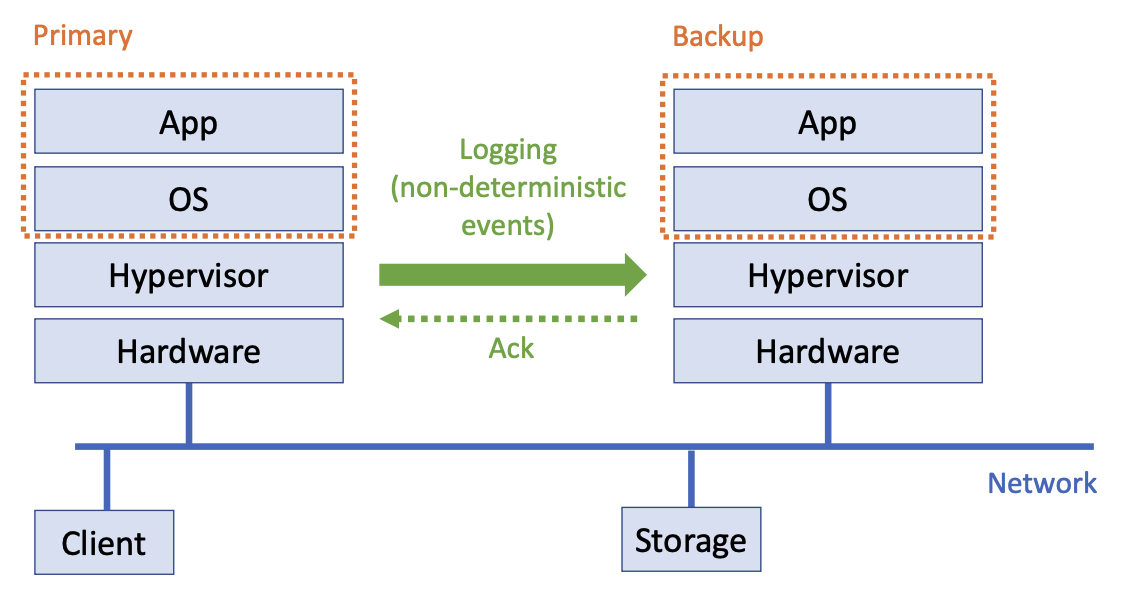 Primary
Backup
App
OS
Hypervisor
Hardware
Logging
(non-deterministic
events)
Ack
App
OS
Hypervisor
Hardware
Network
Client
Storage